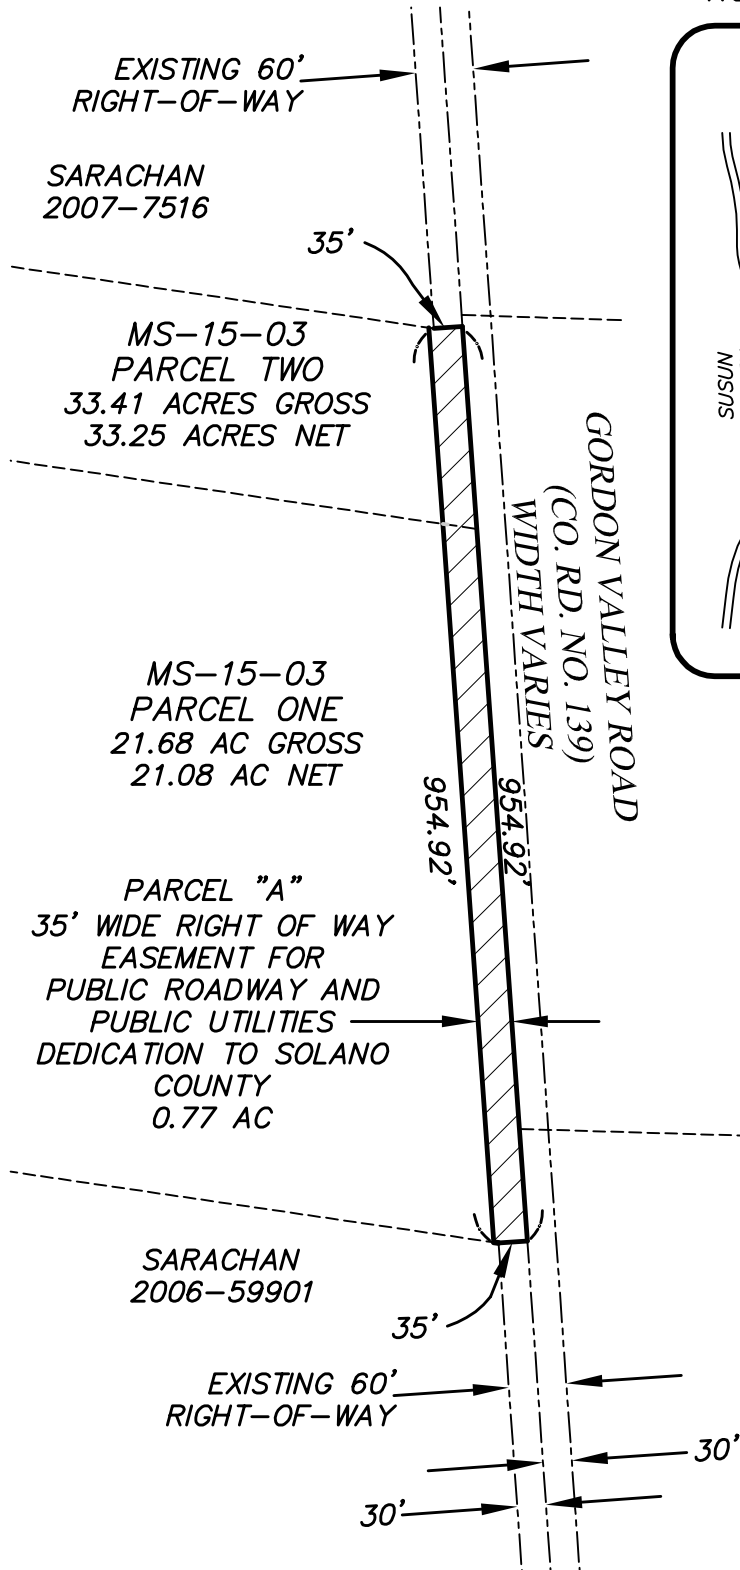 EXISTING 60'
RIGHT-OF-WAY
SARACHAN
2007-7516
35'
MS-15-03
PARCEL TWO
33.41 ACRES GROSS
33.25 ACRES NET
SUSUN
GORDON VALLEY ROAD
(CO. RD. NO. 139)
WIDTH VARIES
MS-15-03
PARCEL ONE
21.68 AC GROSS
21.08 AC NET
954.92'
954.92'
PARCEL "A"
35' WIDE RIGHT OF WAY
EASEMENT FOR
PUBLIC ROADWAY AND
PUBLIC UTILITIES
DEDICATION TO SOLANO
COUNTY
0.77 AC
SARACHAN
2006-59901
35'
EXISTING 60'
RIGHT-OF-WAY
30'
30'